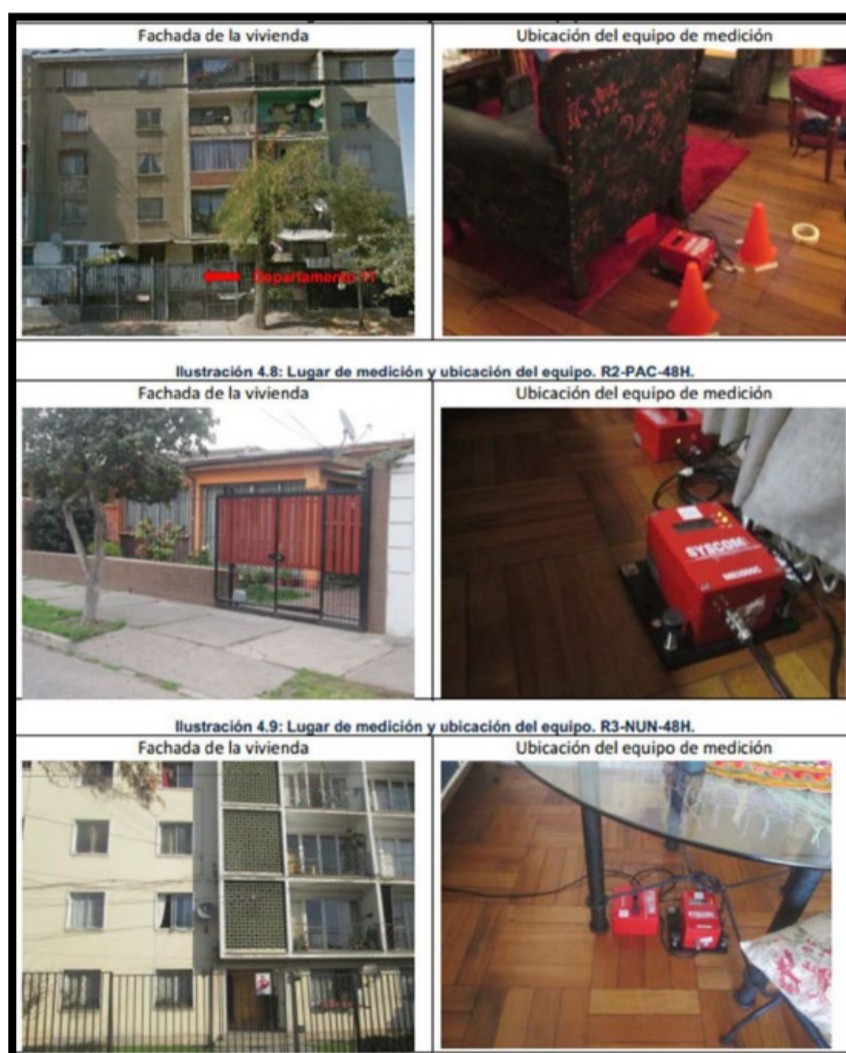 Fachada de la vivienda
Ubicación del equipo de medición
Departamento 11
Ilustración 4.8: Lugar de medición y ubicación del equipo. R2-PAC-48H.
Fachada de la vivienda
Ubicación del equipo de medición
SYSCOM
Ilustración 4.9: Lugar de medición y ubicación del equipo. R3-NUN-48H.
Fachada de la vivienda
Ubicación del equipo de medición
SYSCOM